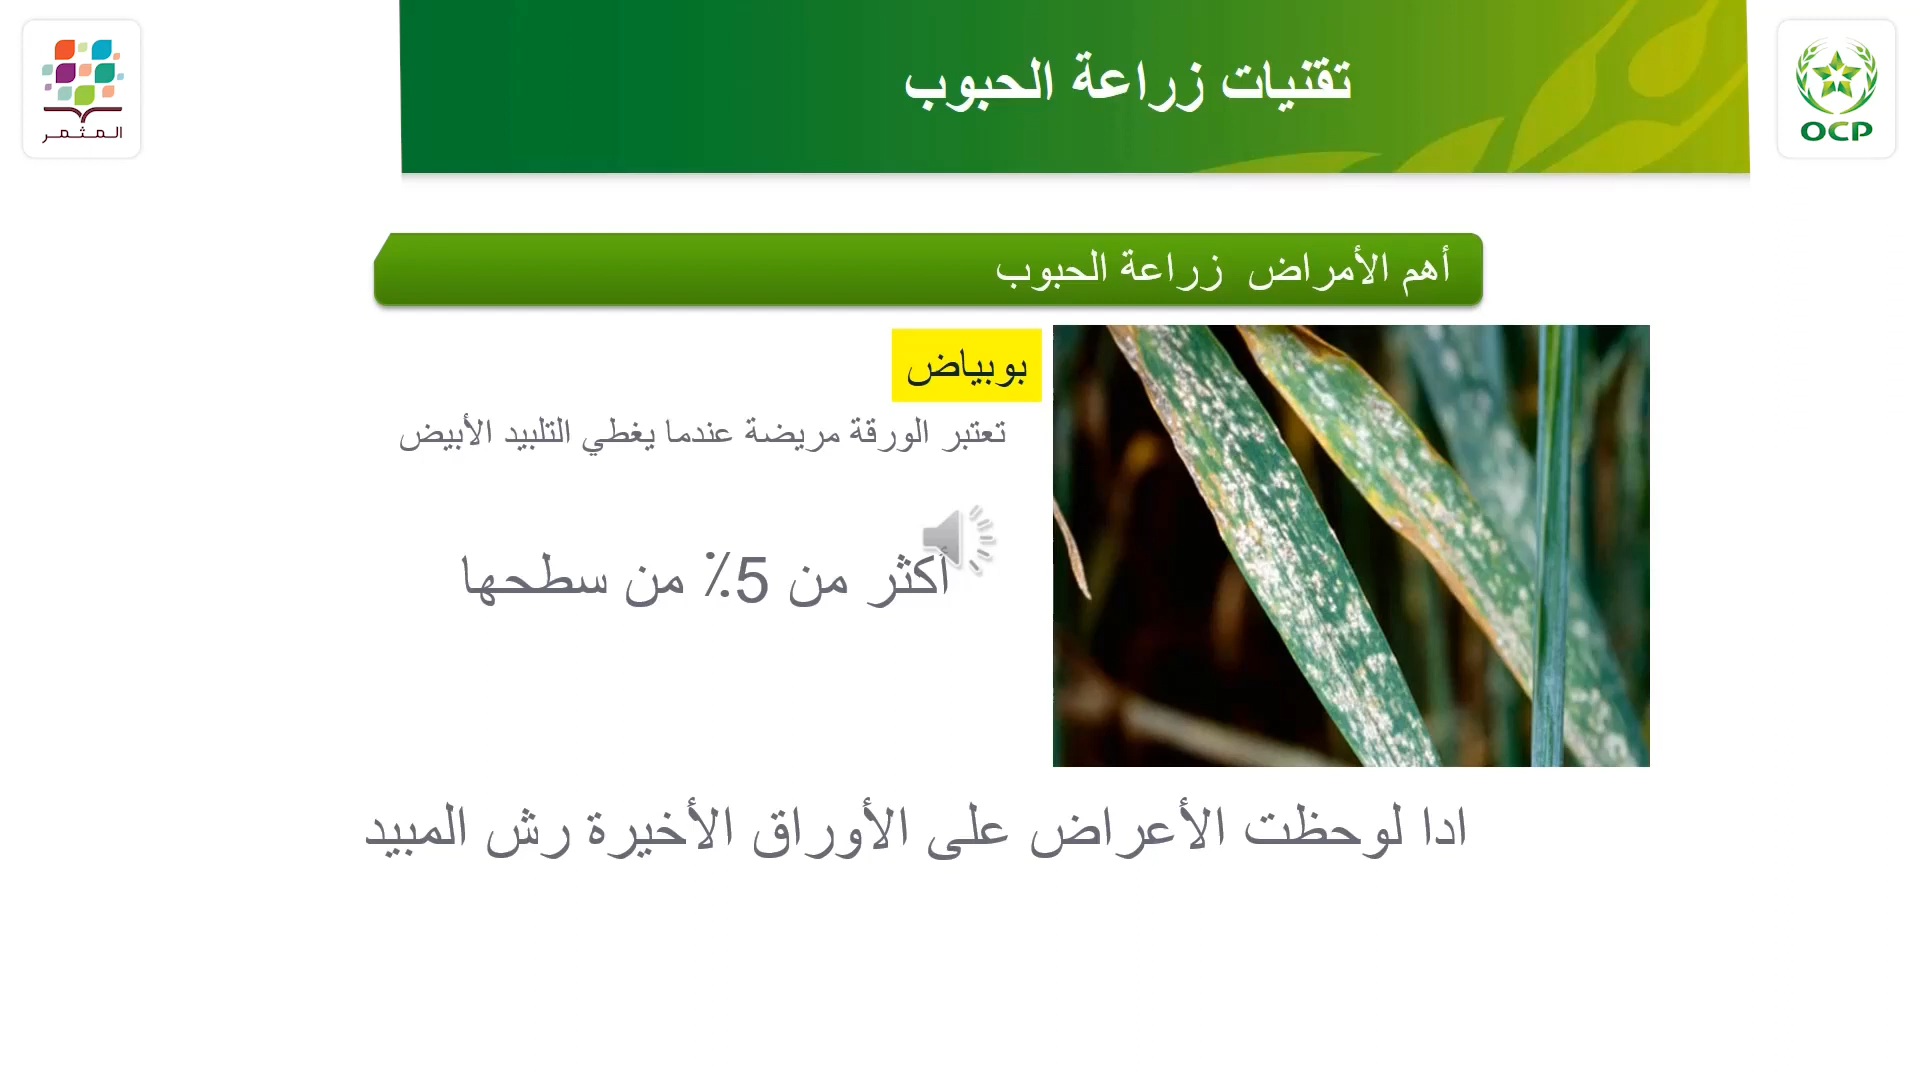 تقنيات زراعة الحبوب
المثمر
OCP
أهم الأمراض زراعة الحبوب
بوبياض
تعتبر الورقة مريضة عندما يغطي التلبيد الأبيض
أكثر من 5٪ من سطحها
ادا لوحظت الأعراض على الأوراق الأخيرة رش المبيد